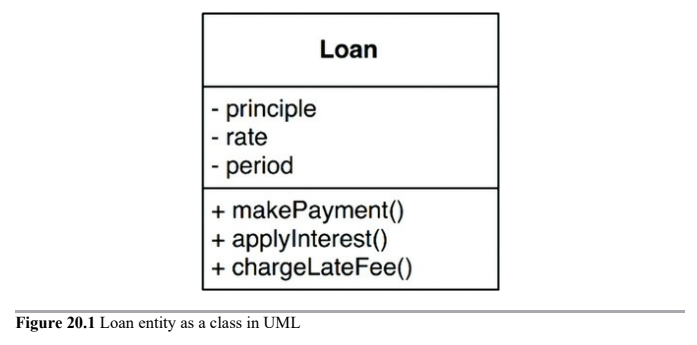 Loan
- principle
- rate
- period
+ makePayment()
+ applyInterest()
+ chargeLateFee()
Figure 20.1 Loan entity as a class in UML